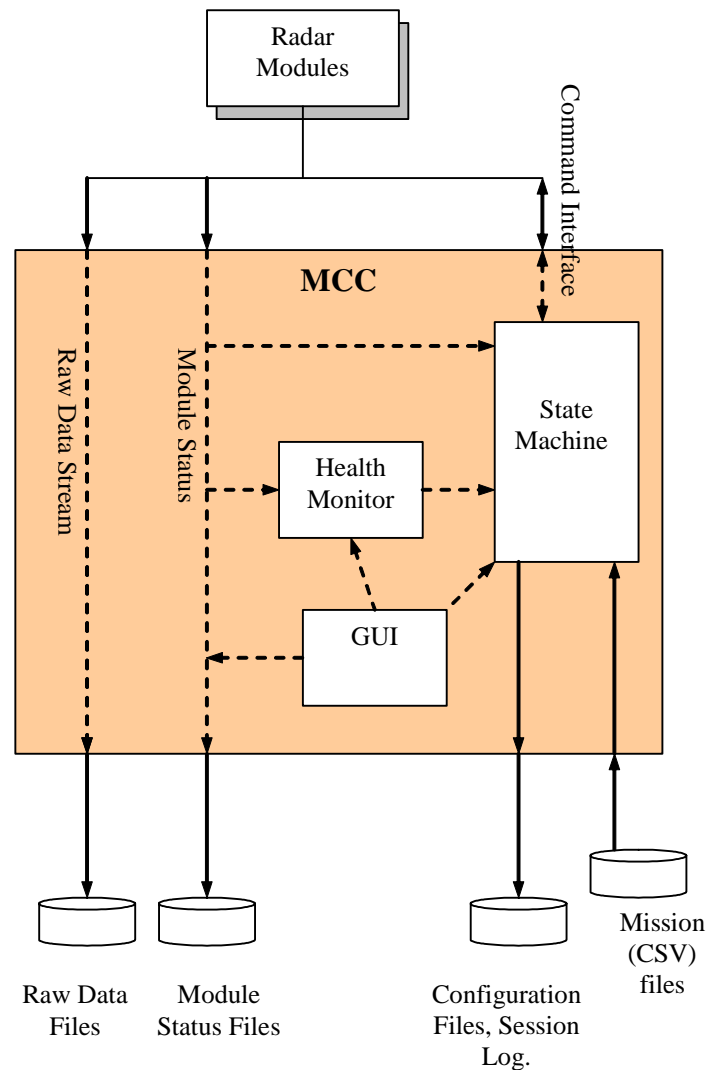 Radar
Modules
Command Interface
MCC
Raw Data Stream
Module Status
State
Machine
Health
Monitor
GUI
Mission
(CSV)
files
Raw Data
Files
Module
Status Files
Configuration
Files, Session
Log.